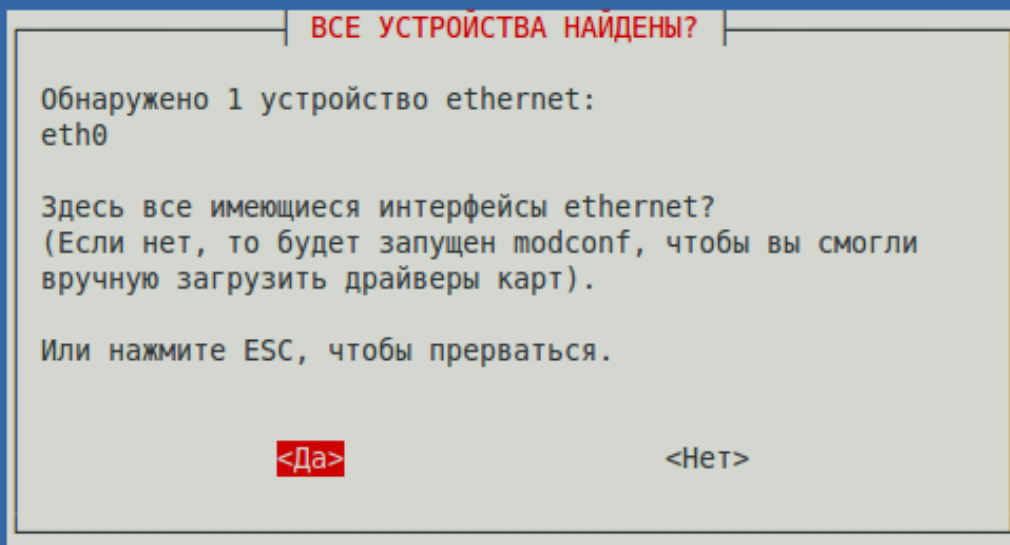 ВСЕ УСТРОЙСТВА НАЙДЕНЫ?
Обнаружено 1 устройство ethernet:
eth0
Здесь все имеющиеся интерфейсы ethernet?
(Если нет, то будет запущен modconf, чтобы вы смогли
вручную загрузить драйверы карт).
Или нажмите ESC, чтобы прерваться.
<Да> <Нет>